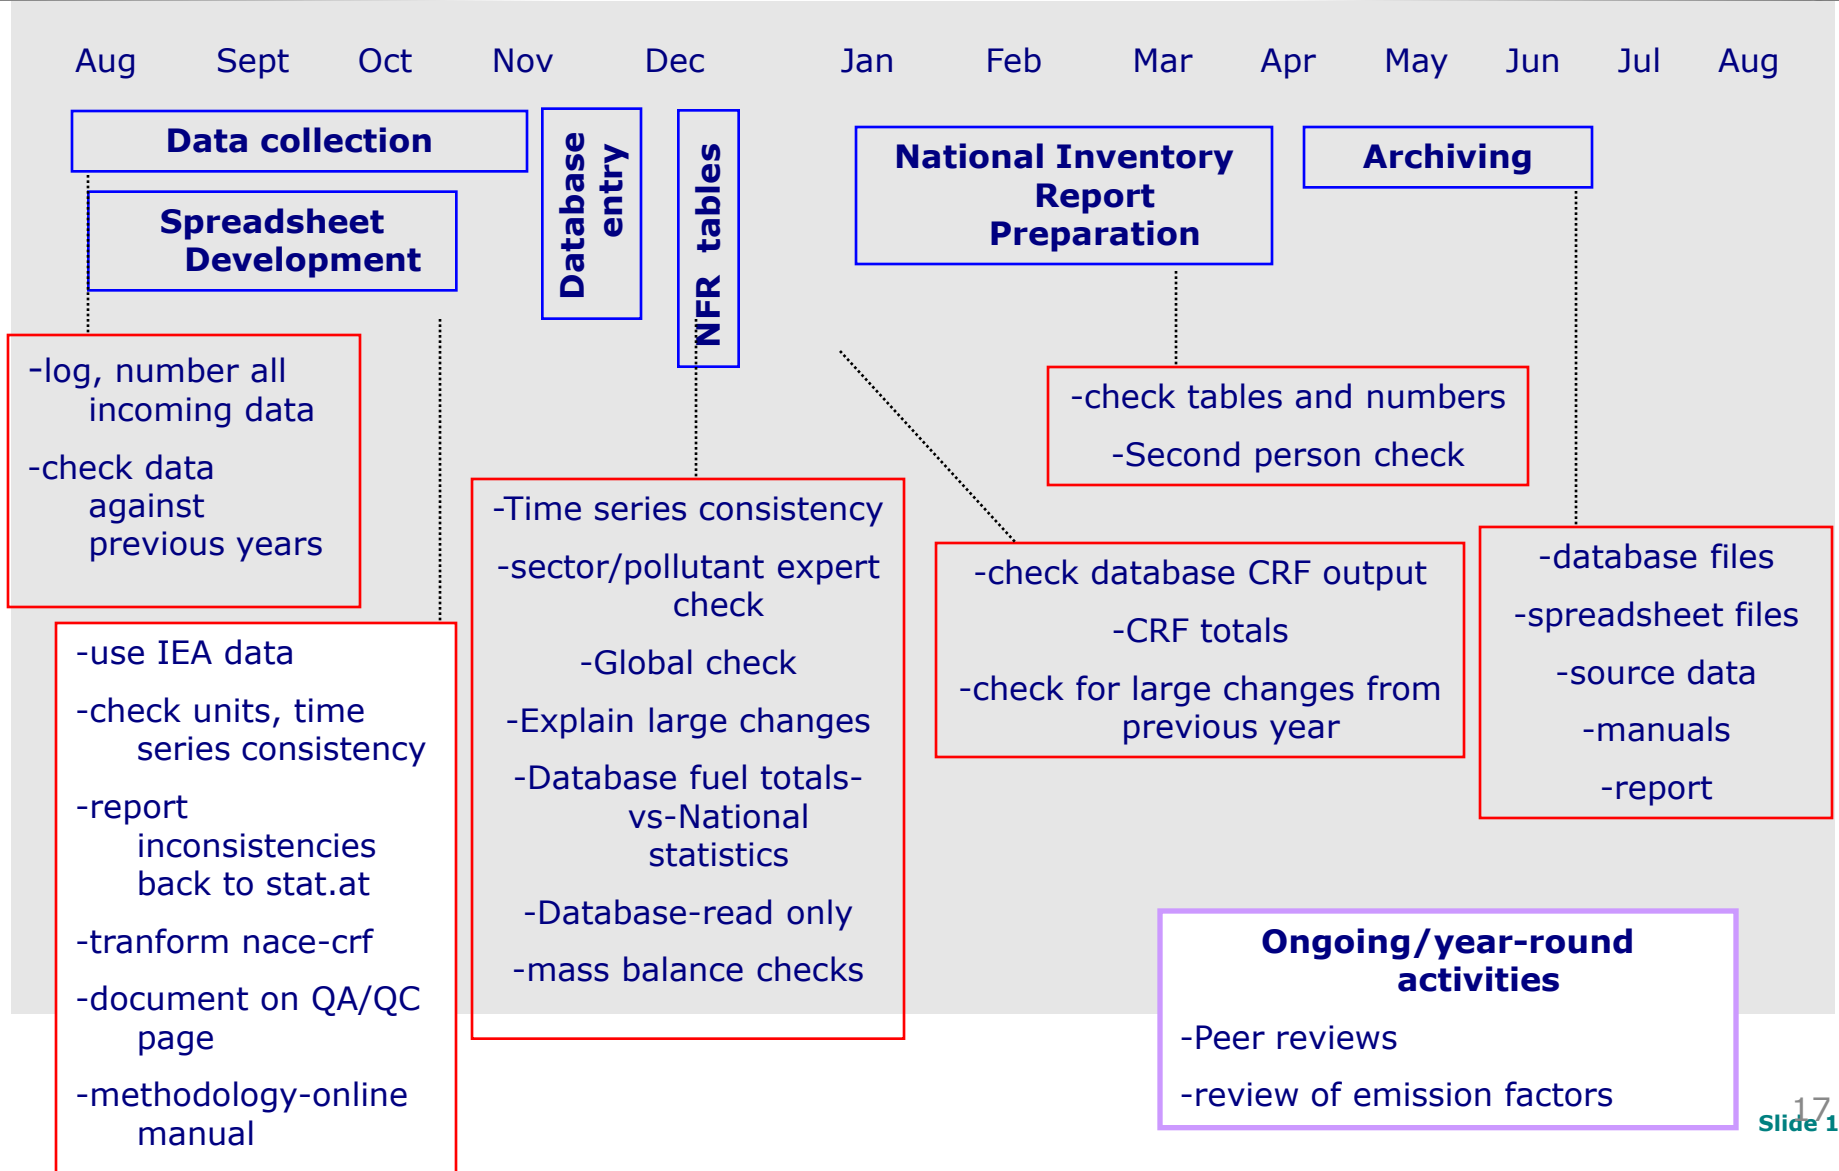 Aug Sept Oct Nov Dec Jan Feb Mar Apr May Jun Jul Aug
Data collection
Spreadsheet
Development
Database
entry
NFR tables
National Inventory
Report
Preparation
Archiving
-log, number all
incoming data
-check data
against
previous years
-use IEA data
-check units, time
series consistency
-report
inconsistencies
back to stat.at
-tranform nace-crf
-document on QA/QC
page
-methodology-online
manual
-Time series consistency
-sector/pollutant expert
check
-Global check
-Explain large changes
-Database fuel totals-
vs-National
statistics
-Database-read only
-mass balance checks
-check database CRF output
-CRF totals
-check for large changes from
previous year
-check tables and numbers
-Second person check
-database files
-spreadsheet files
-source data
-manuals
-report
Ongoing/year-round
activities
-Peer reviews
-review of emission factors
17
Slide 1